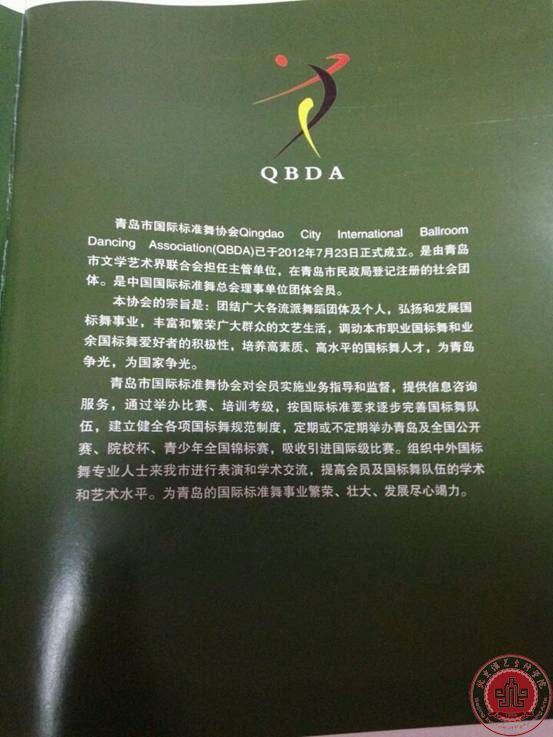 QBDA
青岛市国际标准舞协会Qingdao City International Ballroom
Dancing Association(QBDA)已于2012年7月23日正式成立。是由青岛
市文学艺术界联合会担任主管单位，在青岛市民政局登记注册的社会团
体。是中国国际标准舞总会理事单位团体会员。
本协会的宗旨是：团结广大各流派舞蹈团体及个人，弘扬和发展国
标舞事业，丰富和繁荣广大群众的文艺生活，调动本市职业国标舞和业
余国标舞爱好者的积极性，培养高素质、高水平的国标舞人才，为青岛
争光，为国家争光。
青岛市国际标准舞协会对会员实施业务指导和监督，提供信息咨询
服务，通过举办比赛、培训考级，按国际标准要求逐步完善国标舞队
伍，建立健全各项国标舞规范制度，定期或不定期举办青岛及全国公开
赛、院校杯、青少年全国锦标赛，吸收引进国际级比赛。组织中外国标
舞专业人士来我市进行表演和学术交流，提高会员及国标舞队伍的学术
和艺术水平。为青岛的国际标准舞事业繁荣、壮大、发展尽心竭力。